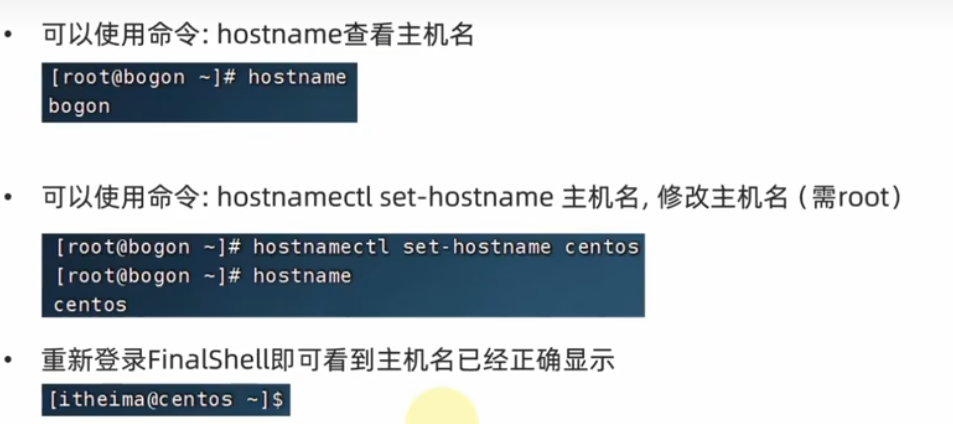 • 可以使用命令: hostname查看主机名
[root@bogon ~]# hostname
bogon
• 可以使用命令: hostnamectl set-hostname 主机名, 修改主机名（需root）
[root@bogon ~]# hostnamectl set-hostname centos
[root@bogon ~]# hostname
centos
• 重新登录FinalShell即可看到主机名已经正确显示
[itheima@centos ~]$